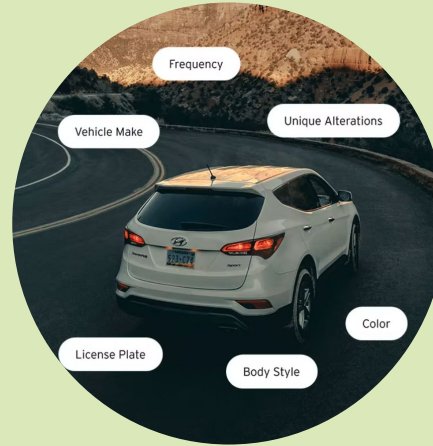 Frequency
Unique Alterations
Vehicle Make
Color
License Plate
Body Style